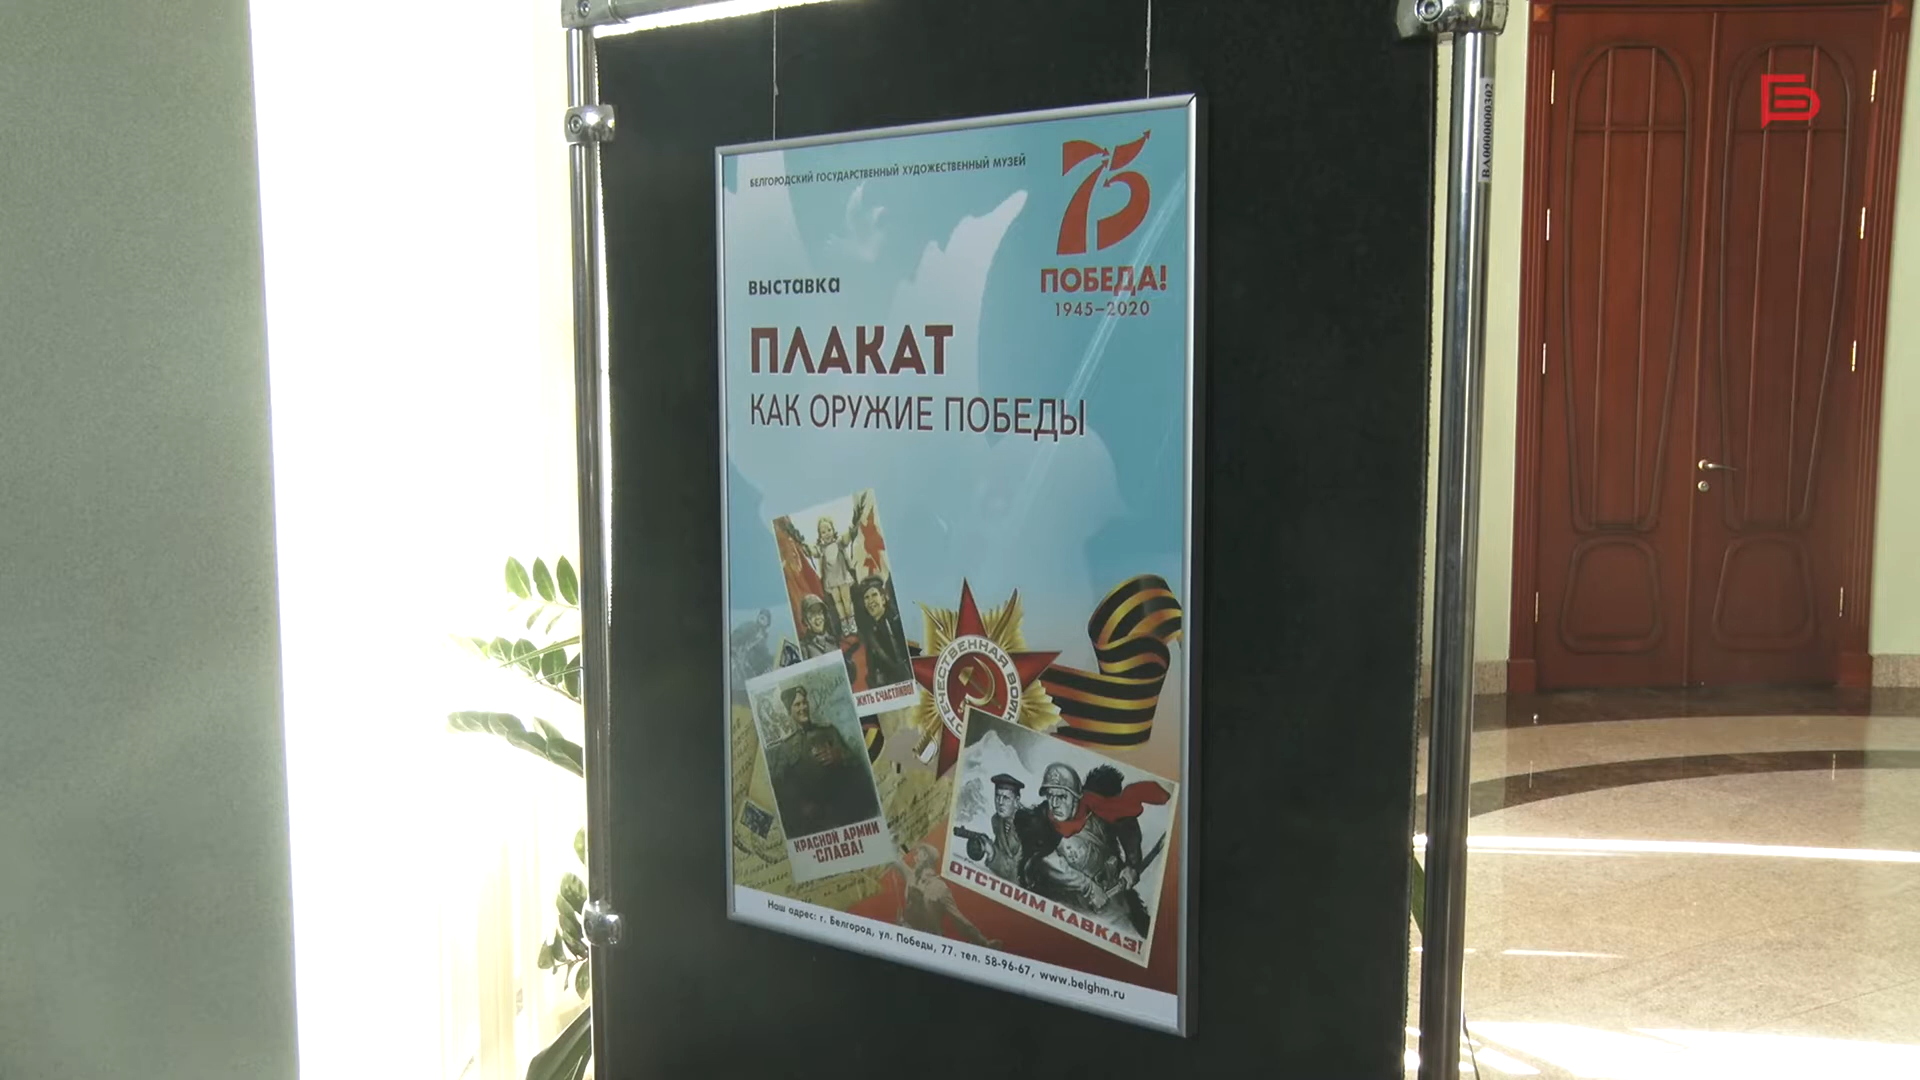 БЕЛГОРОДСКИЙ ГОСУДАРСТВЕННЫЙ ХУДОЖЕСТВЕННЫЙ МУЗЕЙ
75
ПОБЕДА!
1945–2020
выставка
ПЛАКАТ
КАК ОРУЖИЕ ПОБЕДЫ
ЖИТЬ СЧАСТЛИВО!
ОТЕЧЕСТВЕННАЯ
КРАСНОЙ АРМИИ
-СЛАВА!
ОТСТОИМ КАВКАЗ!
Наш адрес: г. Белгород, ул. Победы, 77. тел. 58-96-67, www.belghm.ru
Б